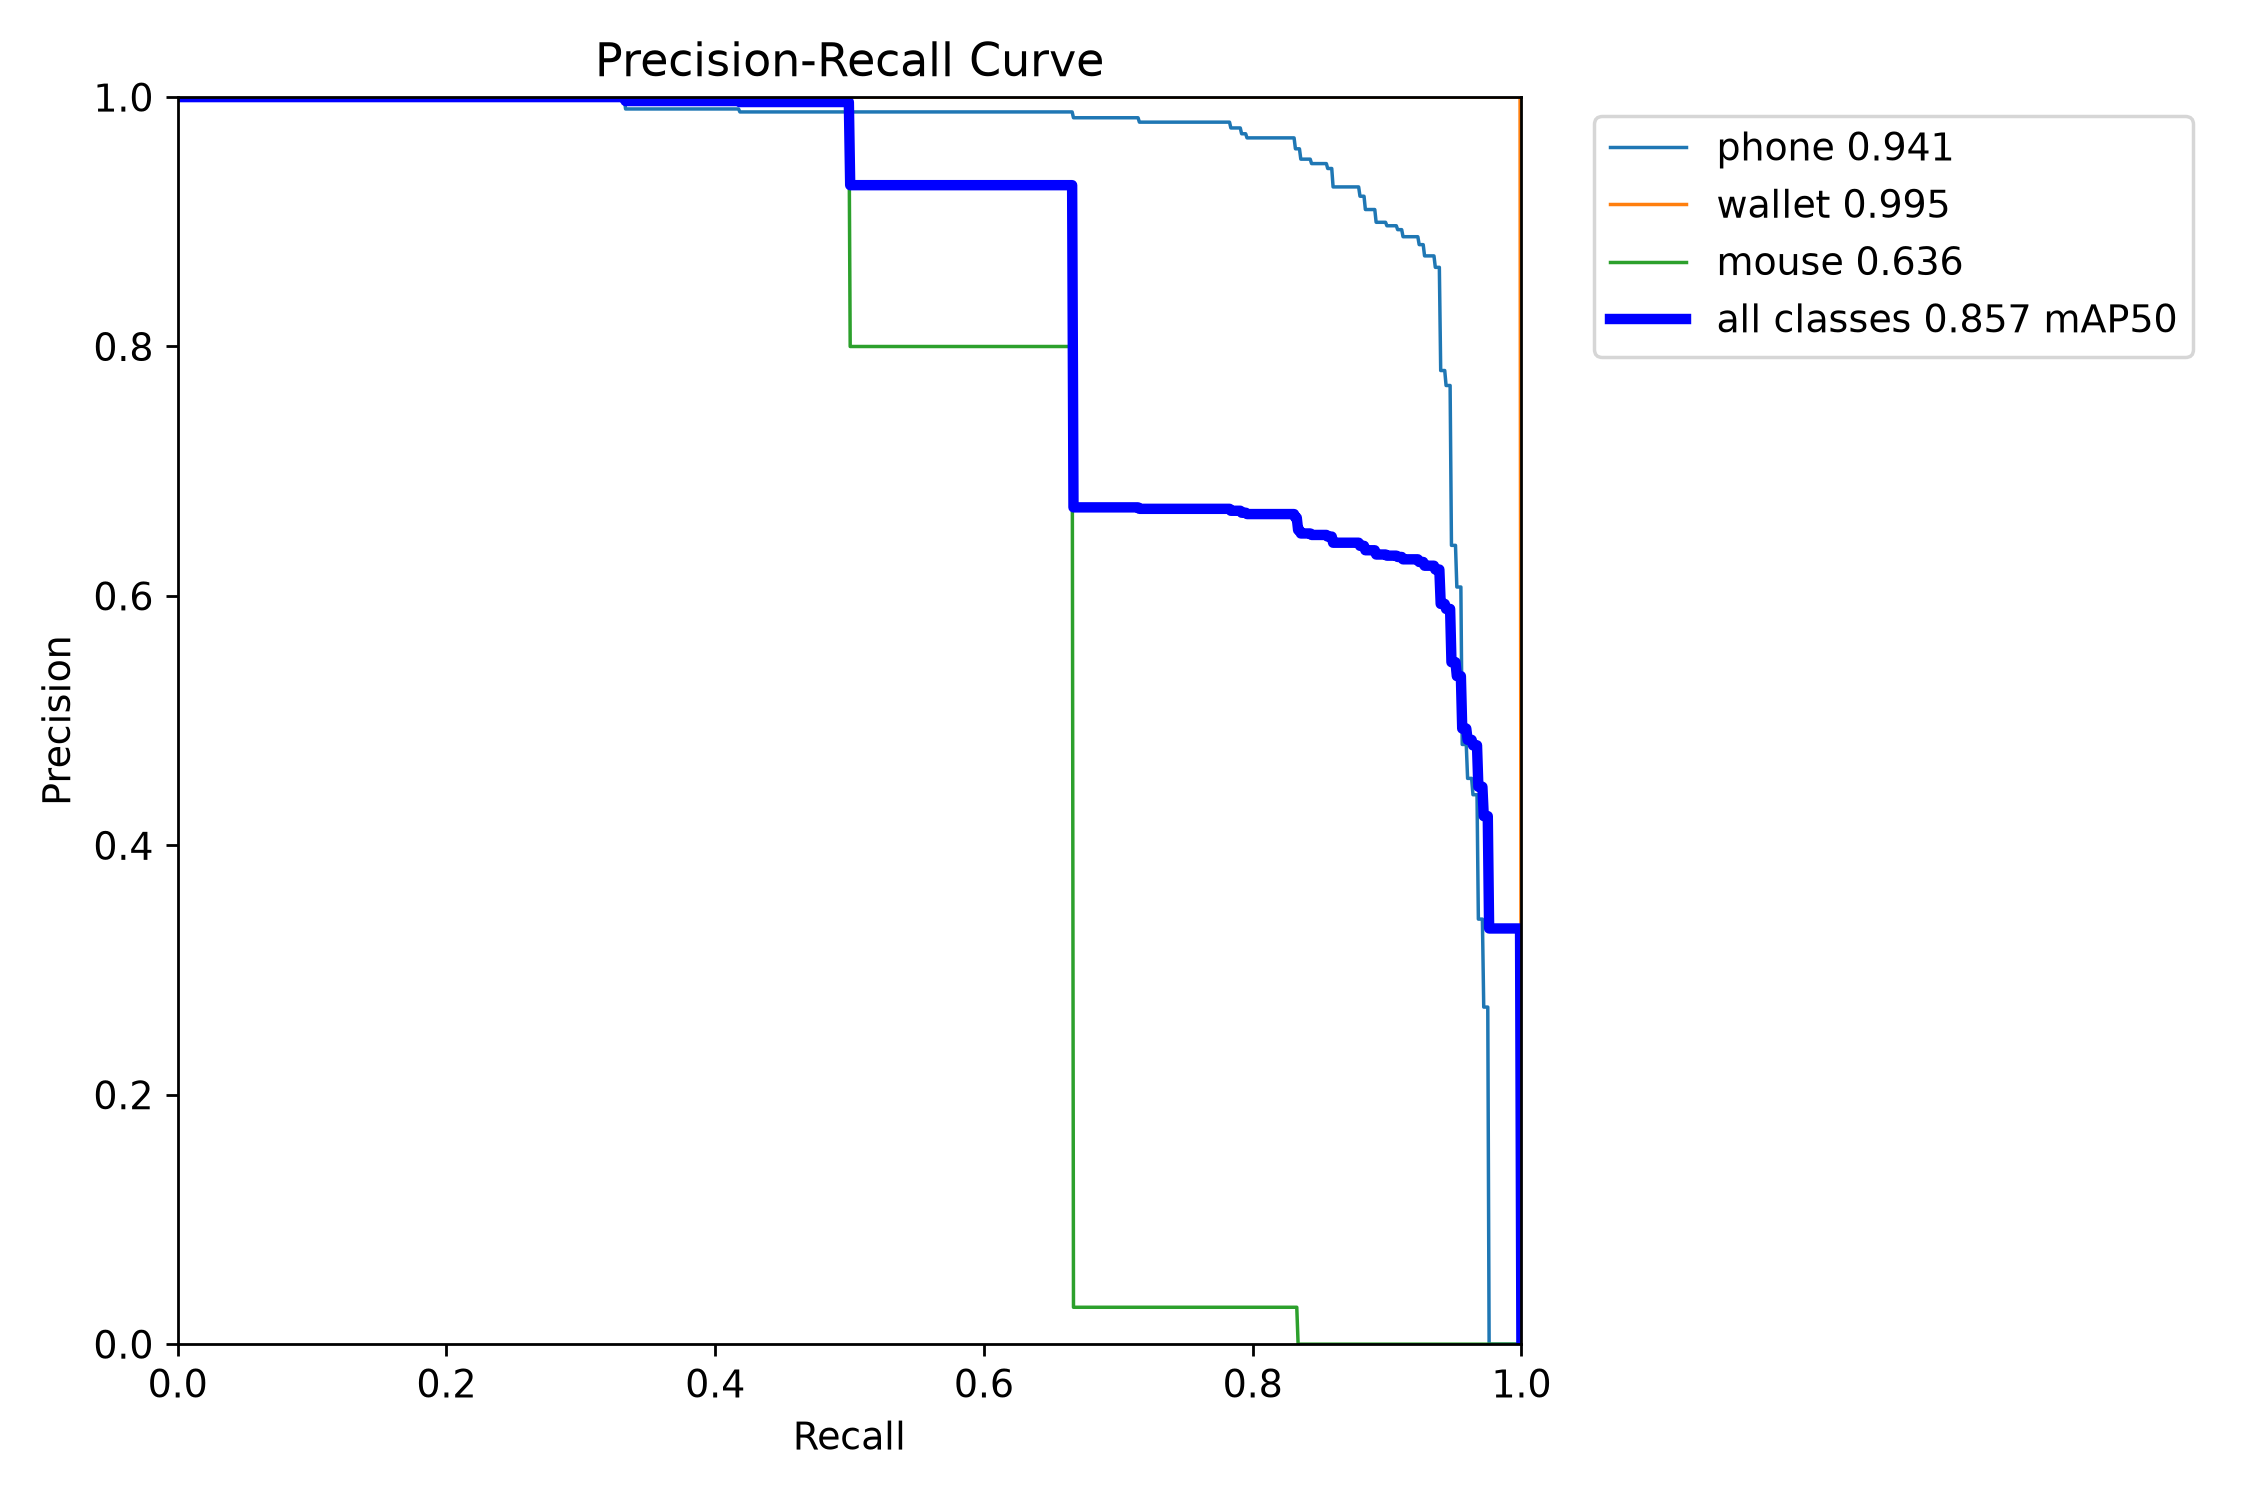 Precision-Recall Curve
1.0
0.8
0.6
0.4
0.2
0.0
Precision
0.0 0.2 0.4 0.6 0.8 1.0
Recall
phone 0.941
wallet 0.995
mouse 0.636
all classes 0.857 mAP50